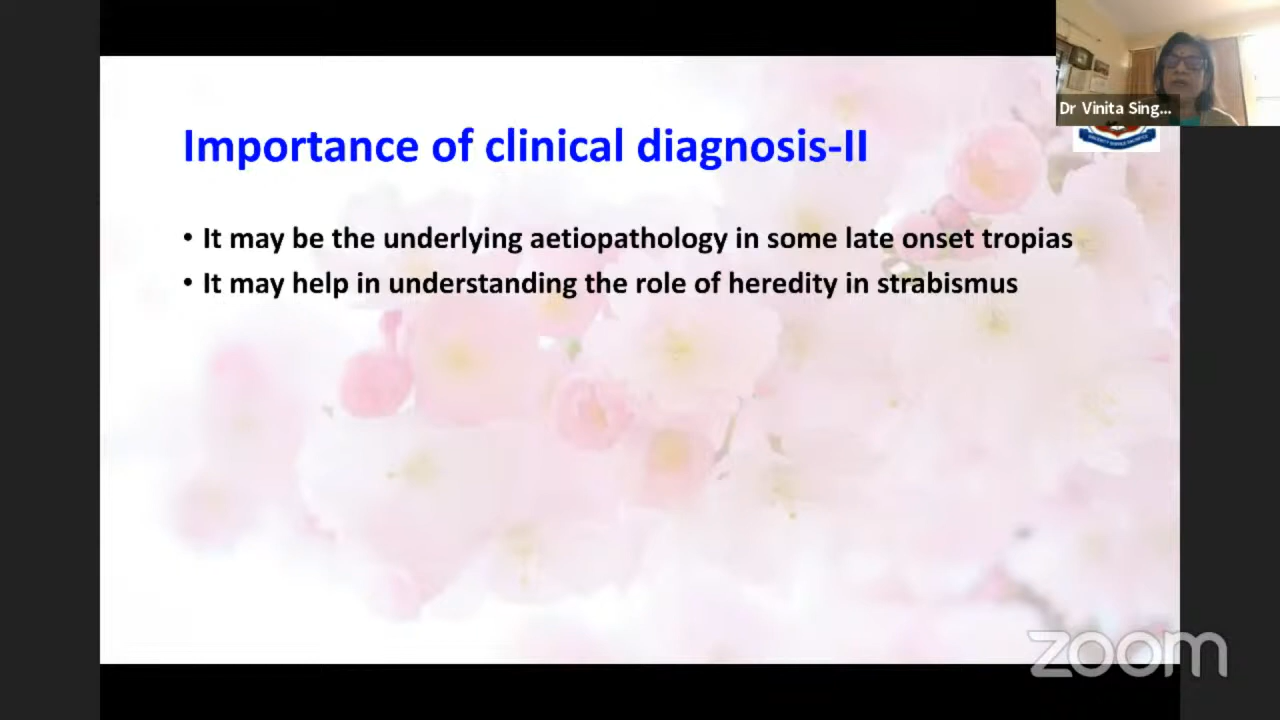 Dr Vinita Sing...
Importance of clinical diagnosis-II
• It may be the underlying aetiopathology in some late onset tropias
• It may help in understanding the role of heredity in strabismus
zoom